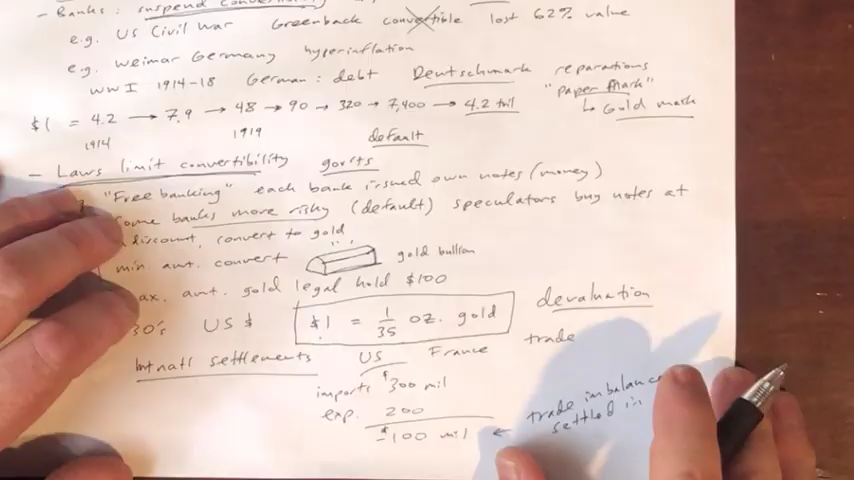 - Banks: suspend convertibility
e.g. US Civil War Greenback convertible lost 62% value
e.g. Weimar Germany hyperinflation
WWI 1914-18 German: debt Deutschmark reparations
"paper Mark"
↳ Gold mark
$1 = 4.2 → 7.9 → 48 → 90 → 320 → 7,400 → 4.2 tril
1914 1919
default
- Laws limit convertibility gov'ts
"Free banking" each bank issued own notes (money)
some banks more risky (default) speculators buy notes at
discount, convert to gold
min. amt. convert gold bullion
amt. gold legal hold $100
30's US $ $1 = 1/35 oz. gold devaluation
Int'natl settlements US France trade
imports $300 mil
exp. 200
-$100 mil ← trade imbalance
settled in